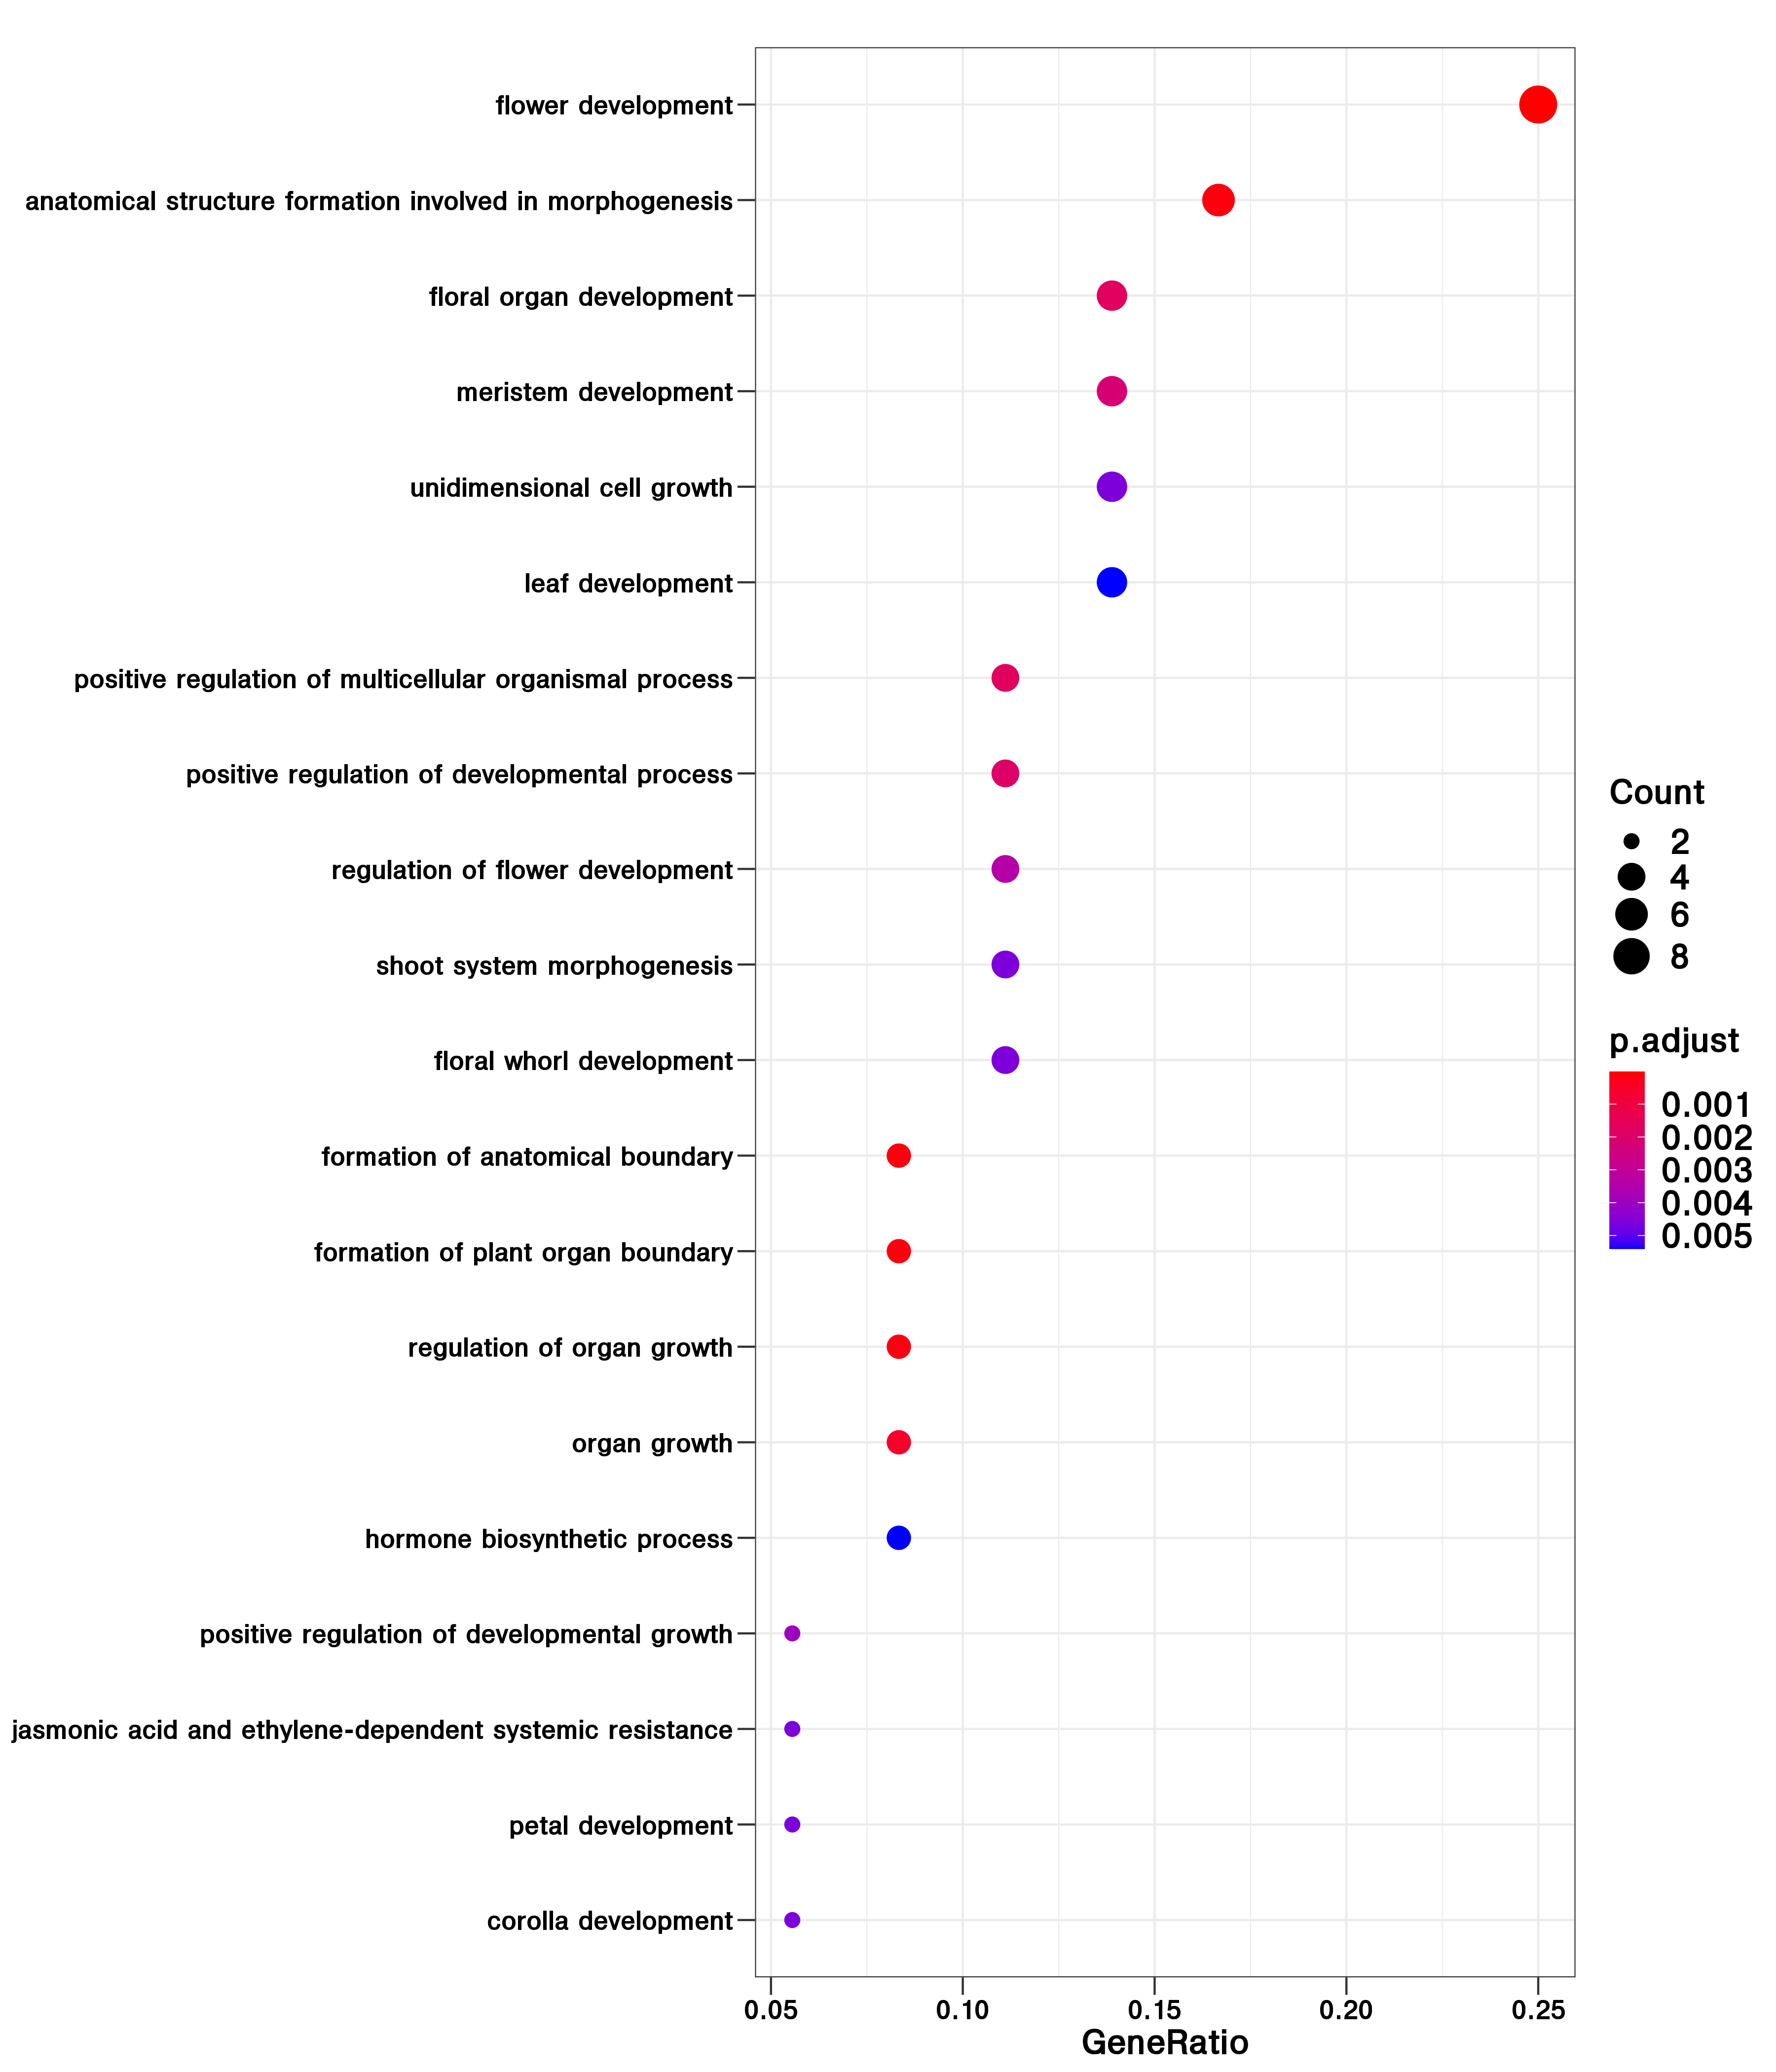 flower development
anatomical structure formation involved in morphogenesis
floral organ development
meristem development
unidimensional cell growth
leaf development
positive regulation of multicellular organismal process
positive regulation of developmental process
regulation of flower development
shoot system morphogenesis
floral whorl development
formation of anatomical boundary
formation of plant organ boundary
regulation of organ growth
organ growth
hormone biosynthetic process
positive regulation of developmental growth
jasmonic acid and ethylene-dependent systemic resistance
petal development
corolla development
0.05 0.10 0.15 0.20 0.25
GeneRatio
Count
2
4
6
8
p.adjust
0.001
0.002
0.003
0.004
0.005